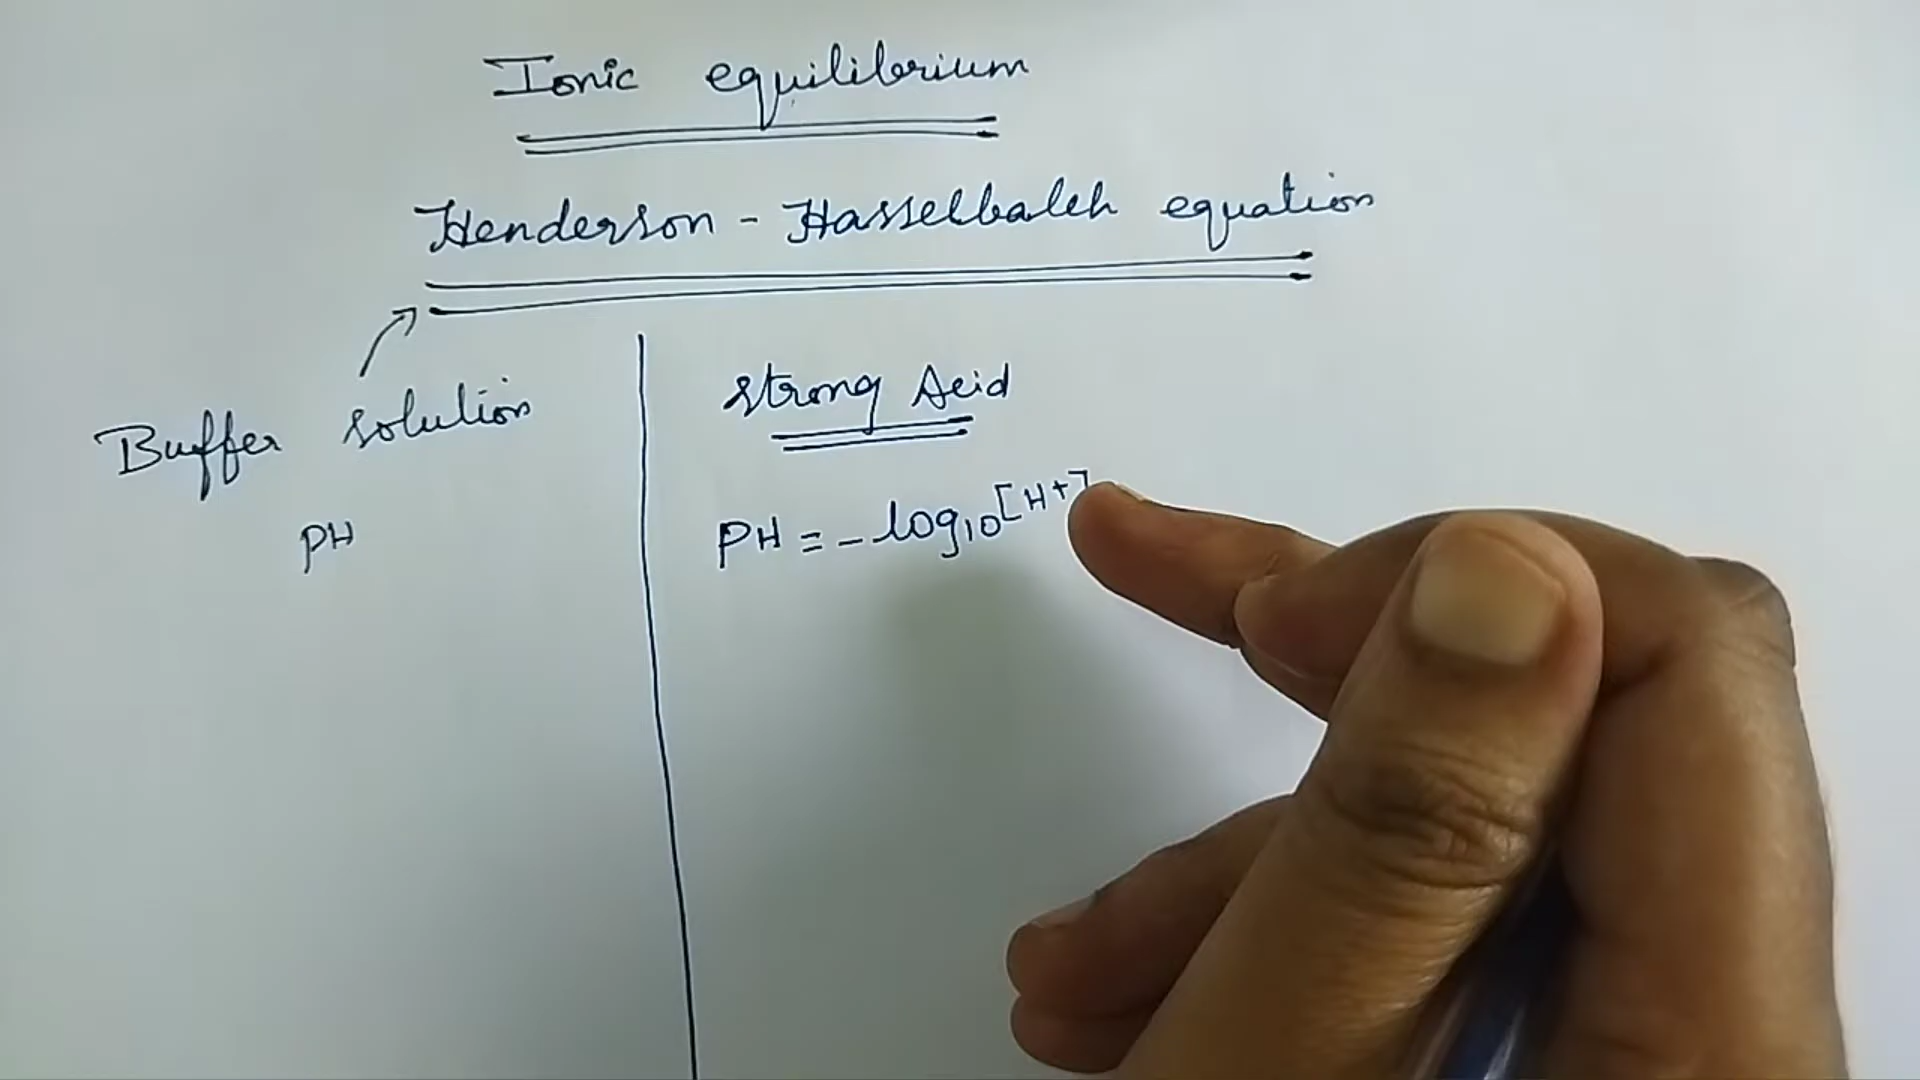 Ionic equilibrium
Henderson - Hasselbalch equation
Buffer solution
PH
Strong Acid
PH = - log10[H+]